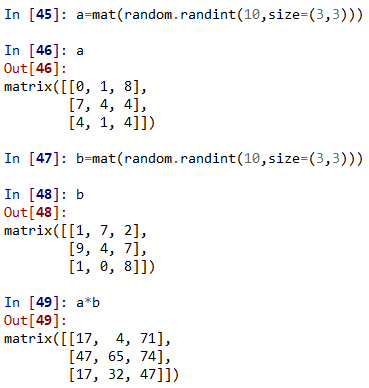 In [45]: a=mat(random.randint(10,size=(3,3)))
In [46]: a
Out[46]:
matrix([[0, 1, 8],
        [7, 4, 4],
        [4, 1, 4]])
In [47]: b=mat(random.randint(10,size=(3,3)))
In [48]: b
Out[48]:
matrix([[1, 7, 2],
        [9, 4, 7],
        [1, 0, 8]])
In [49]: a*b
Out[49]:
matrix([[17,  4, 71],
        [47, 65, 74],
        [17, 32, 47]])